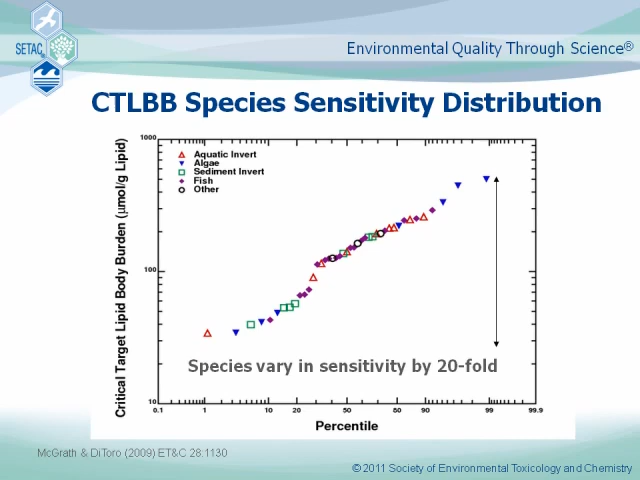 SETAC
Environmental Quality Through Science®
CTLBB Species Sensitivity Distribution
Critical Target Lipid Body Burden (µmol/g Lipid)
1000
100
10
Aquatic Invert
Algae
Sediment Invert
Fish
Other
Species vary in sensitivity by 20-fold
0.1 1 10 20 50 80 90 99 99.9
Percentile
McGrath & DiToro (2009) ET&C 28:1130
© 2011 Society of Environmental Toxicology and Chemistry